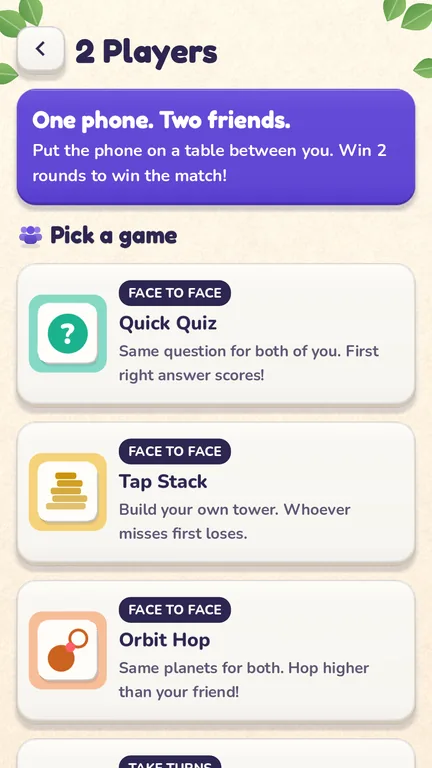 2 Players
One phone. Two friends.
Put the phone on a table between you. Win 2
rounds to win the match!
Pick a game
FACE TO FACE
Quick Quiz
?
Same question for both of you. First
right answer scores!
FACE TO FACE
Tap Stack
Build your own tower. Whoever
misses first loses.
FACE TO FACE
Orbit Hop
Same planets for both. Hop higher
than your friend!
TAKE TURNS